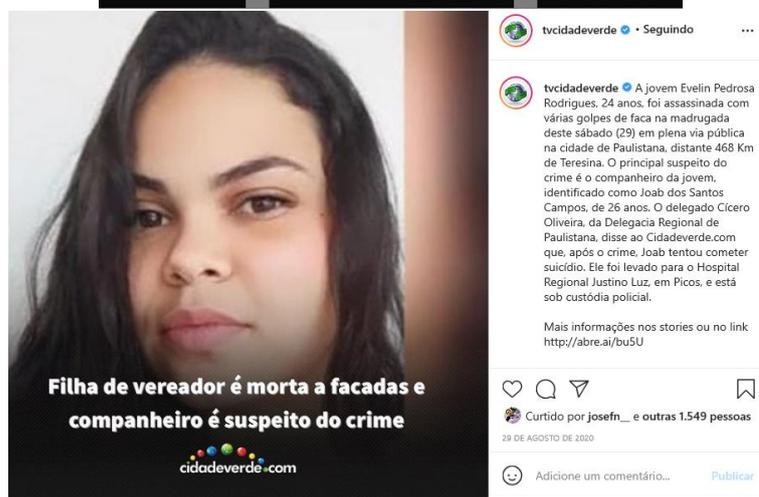 tvcidadeverde • Seguindo
tvcidadeverde A jovem Evelin Pedrosa
Rodrigues, 24 anos, foi assassinada com
várias golpes de faca na madrugada
deste sábado (29) em plena via pública
na cidade de Paulistana, distante 468 Km
de Teresina. O principal suspeito do
crime é o companheiro da jovem,
identificado como Joab dos Santos
Campos, de 26 anos. O delegado Cícero
Oliveira, da Delegacia Regional de
Paulistana, disse ao Cidadeverde.com
que, após o crime, Joab tentou cometer
suicídio. Ele foi levado para o Hospital
Regional Justino Luz, em Picos, e está
sob custódia policial.
Mais informações nos stories ou no link
http://abre.ai/bu5U
Filha de vereador é morta a facadas e
companheiro é suspeito do crime
cidadeverde.com
Curtido por josefn__ e outras 1.549 pessoas
29 DE AGOSTO DE 2020
Adicione um comentário... Publicar